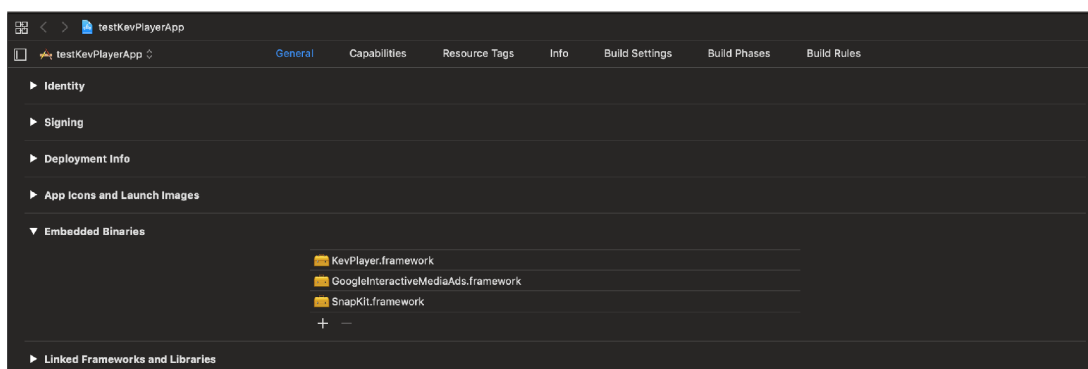 testKevPlayerApp
testKevPlayerApp General Capabilities Resource Tags Info Build Settings Build Phases Build Rules
Identity
Signing
Deployment Info
App Icons and Launch Images
Embedded Binaries
KevPlayer.framework
GoogleInteractiveMediaAds.framework
SnapKit.framework
Linked Frameworks and Libraries